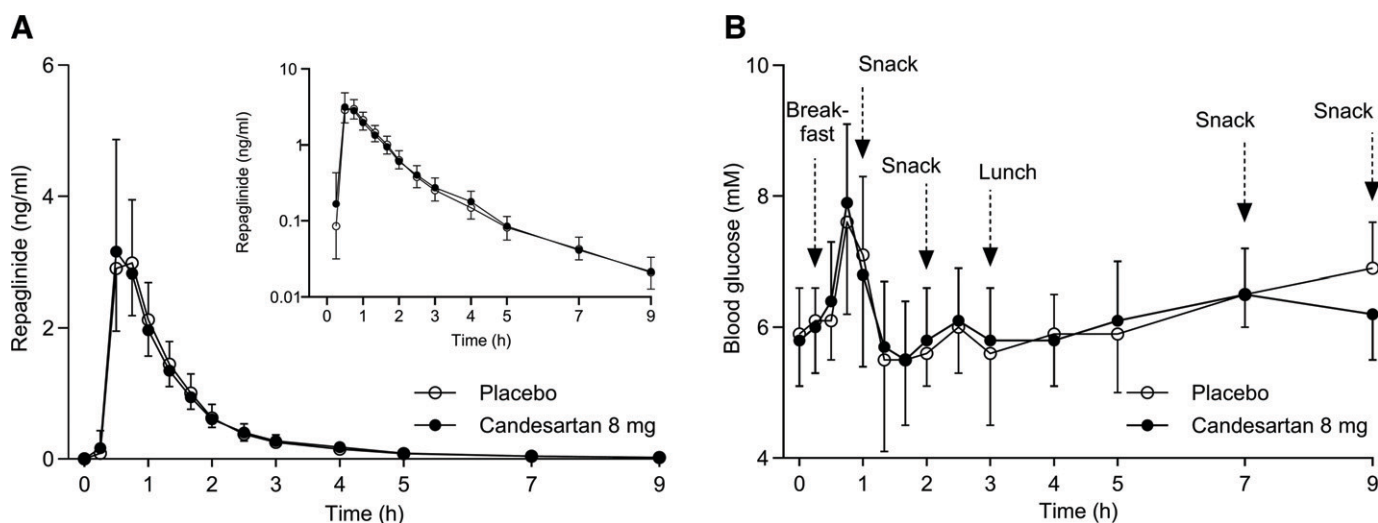 A
Repaglinide (ng/ml)
6
4
2
0
0 1 2 3 4 5 7 9
Time (h)
Repaglinide (ng/ml)
10
1
0.1
0.01
0 1 2 3 4 5 7 9
Time (h)
Placebo
Candesartan 8 mg
B
Blood glucose (mM)
10
8
6
4
0 1 2 3 4 5 7 9
Time (h)
Break-
fast
Snack
Snack
Lunch
Snack
Snack
Placebo
Candesartan 8 mg